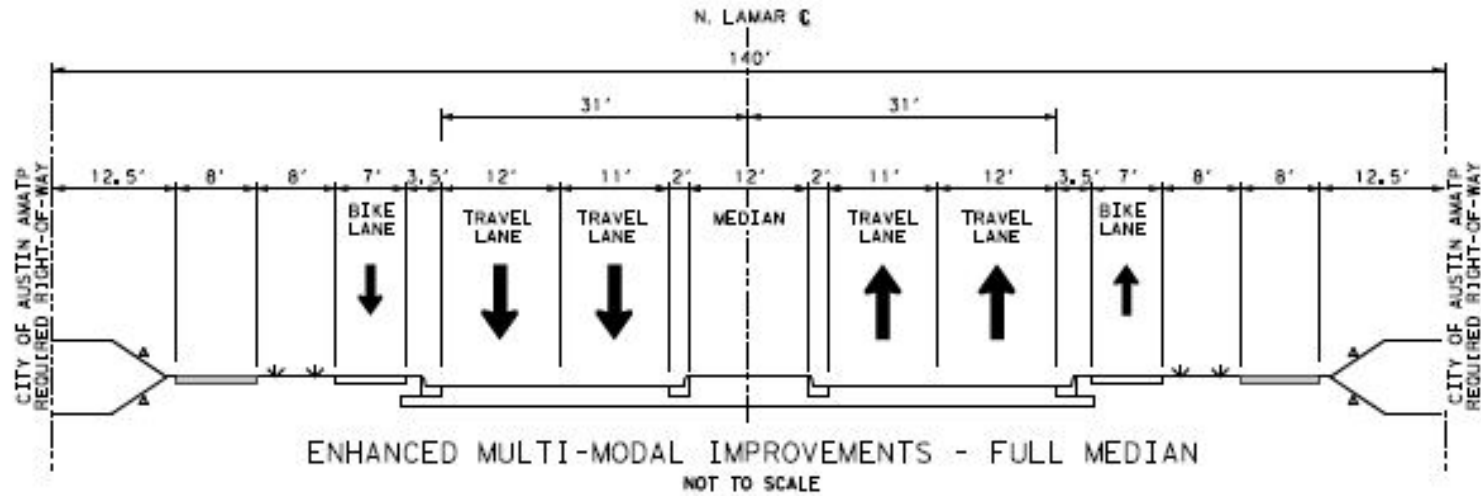 N. LAMAR ℄
140'
31' 31'
12.5' 8' 8' 7' 3.5' 12' 11' 2' 12' 2' 11' 12' 3.5' 7' 8' 8' 12.5'
CITY OF AUSTIN AMATP
REQUIRED RIGHT-OF-WAY
BIKE
LANE
TRAVEL
LANE
TRAVEL
LANE
MEDIAN
TRAVEL
LANE
TRAVEL
LANE
BIKE
LANE
CITY OF AUSTIN AMATP
REQUIRED RIGHT-OF-WAY
ENHANCED MULTI-MODAL IMPROVEMENTS - FULL MEDIAN
NOT TO SCALE